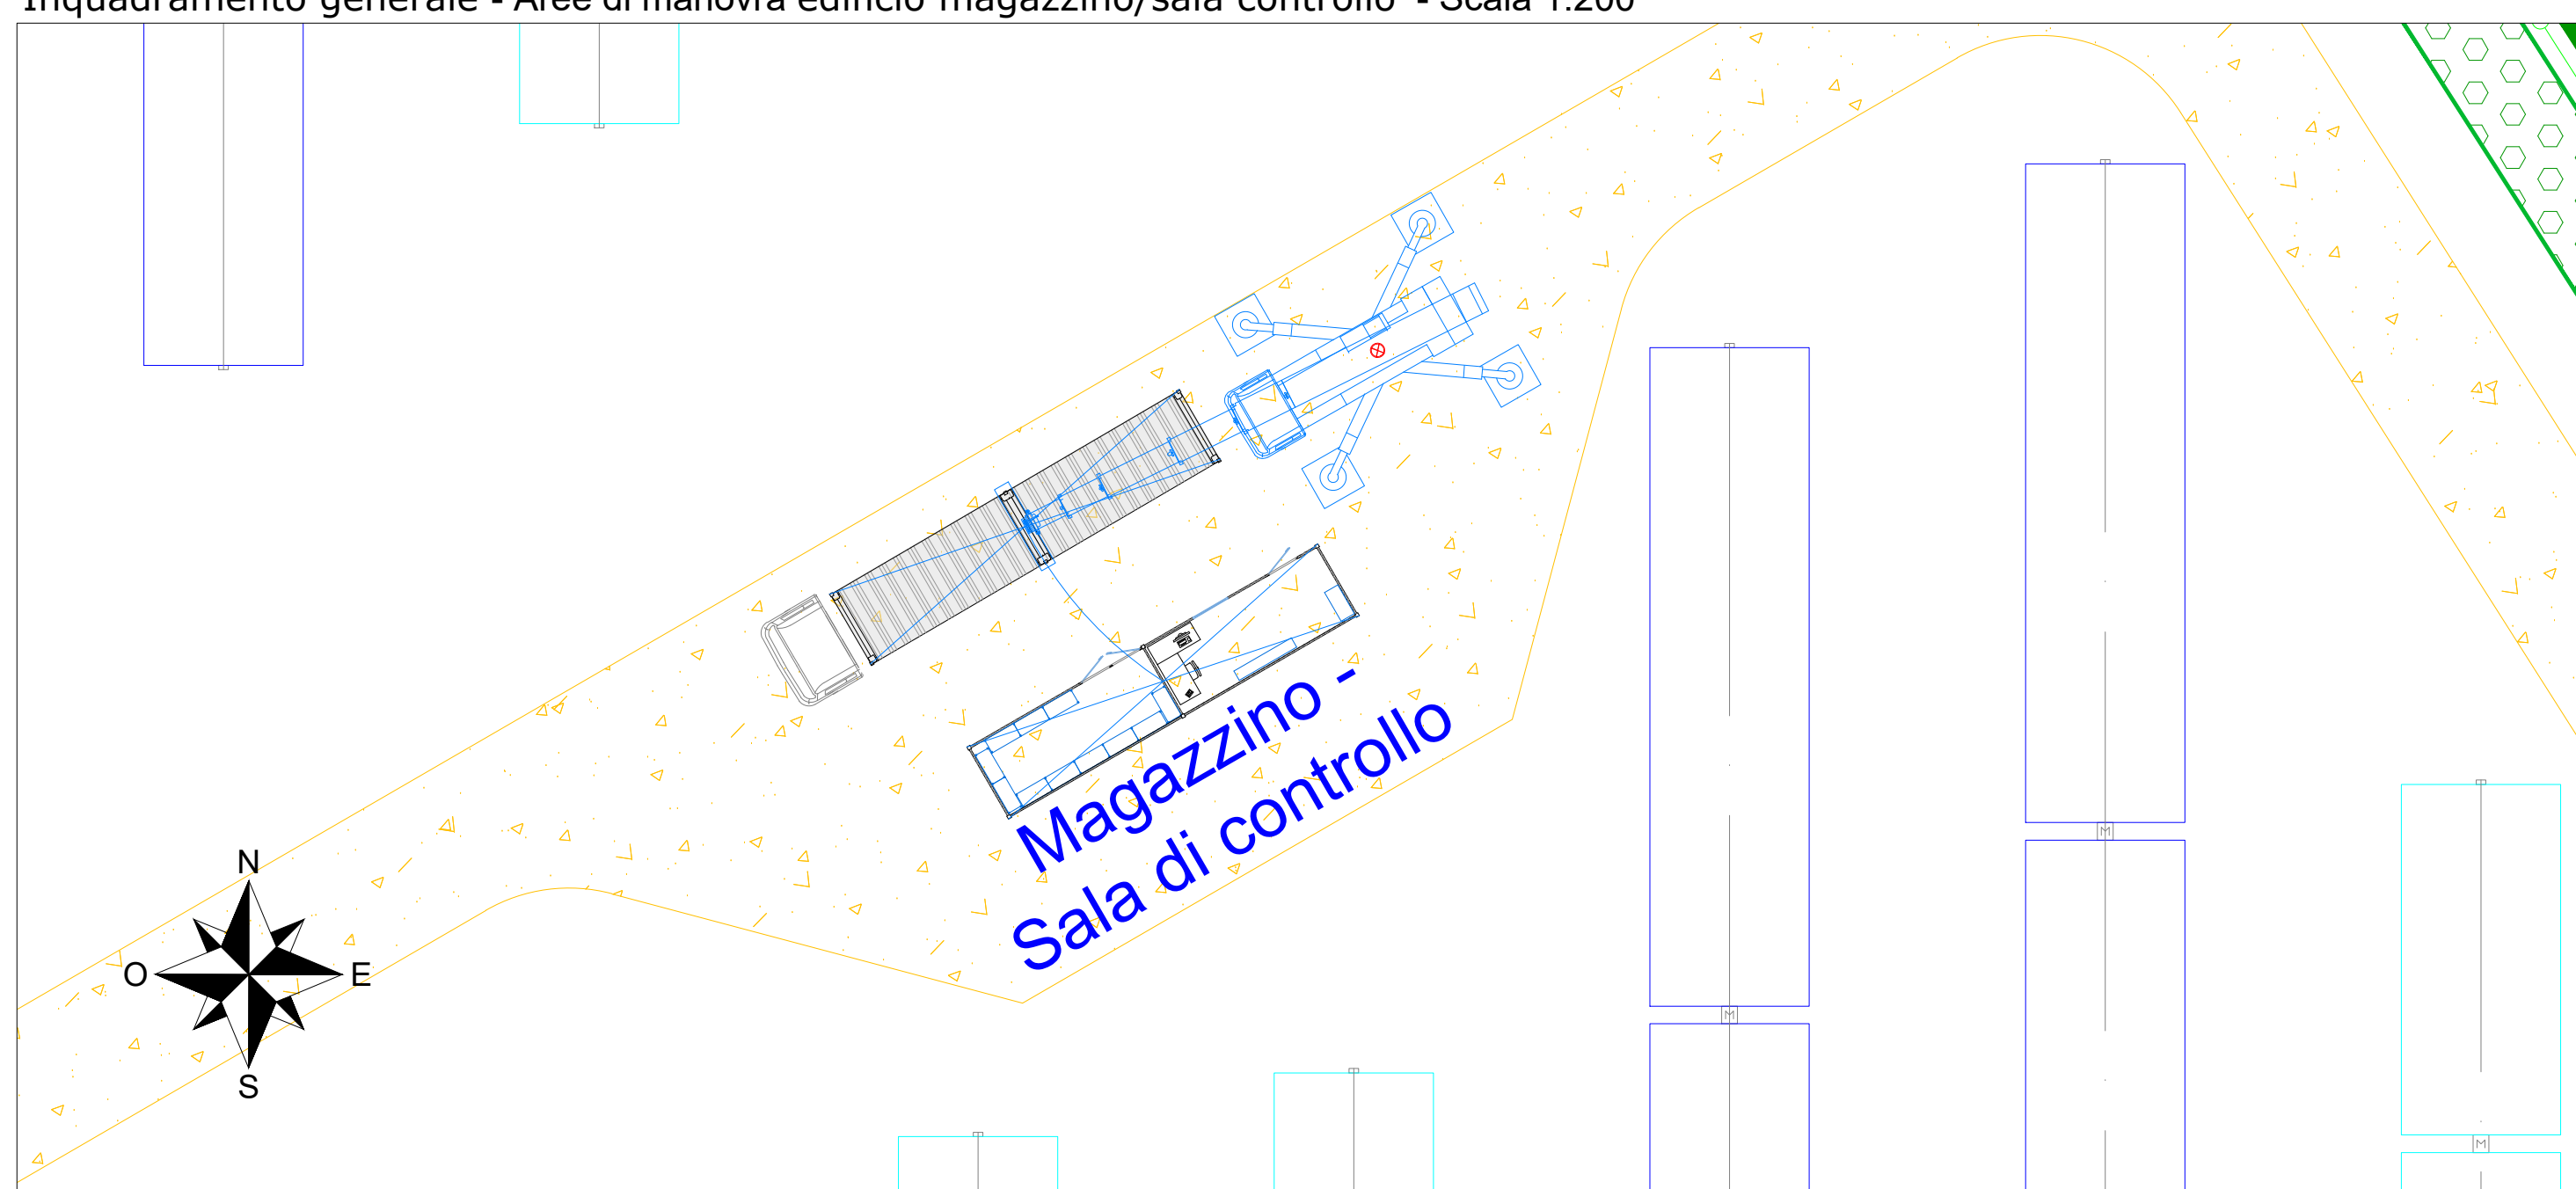 Inquadramento generale - Aree di manovra edificio magazzino/sala controllo - Scala 1:200
Magazzino -
Sala di controllo
N
O
E
S
M
M
M